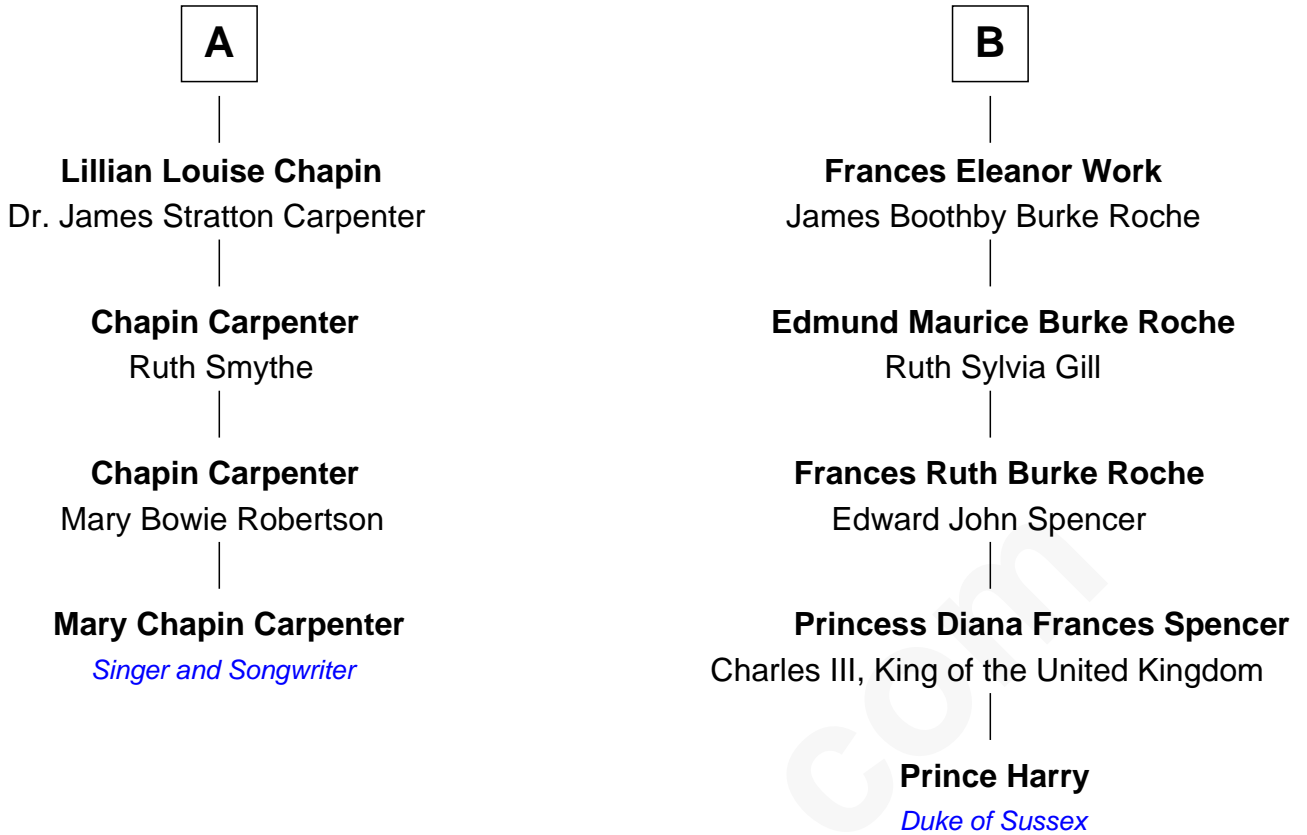 A
Lillian Louise Chapin
Dr. James Stratton Carpenter
Chapin Carpenter
Ruth Smythe
Chapin Carpenter
Mary Bowie Robertson
Mary Chapin Carpenter
Singer and Songwriter
B
Frances Eleanor Work
James Boothby Burke Roche
Edmund Maurice Burke Roche
Ruth Sylvia Gill
Frances Ruth Burke Roche
Edward John Spencer
Princess Diana Frances Spencer
Charles III, King of the United Kingdom
Prince Harry
Duke of Sussex
com